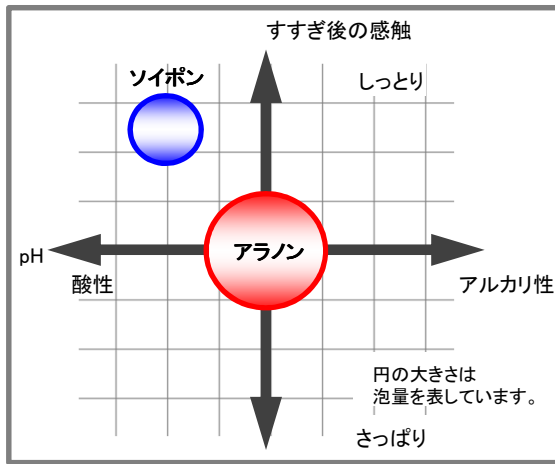 すすぎ後の感触
ソイポン
しっとり
アラノン
pH
酸性
アルカリ性
円の大きさは
泡量を表しています。
さっぱり